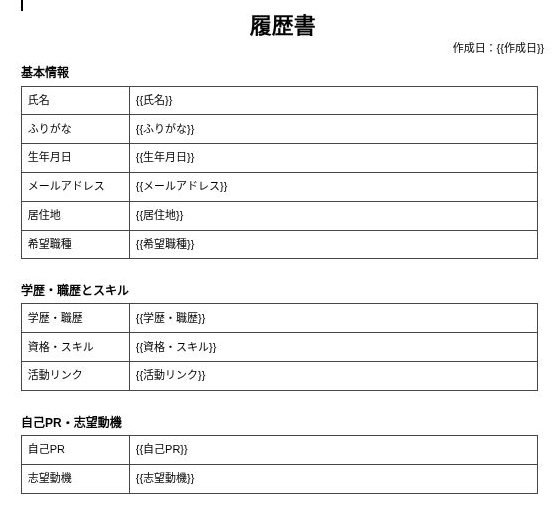 履歴書
作成日：{{作成日}}
基本情報
氏名 {{氏名}}
ふりがな {{ふりがな}}
生年月日 {{生年月日}}
メールアドレス {{メールアドレス}}
居住地 {{居住地}}
希望職種 {{希望職種}}
学歴・職歴とスキル
学歴・職歴 {{学歴・職歴}}
資格・スキル {{資格・スキル}}
活動リンク {{活動リンク}}
自己PR・志望動機
自己PR {{自己PR}}
志望動機 {{志望動機}}